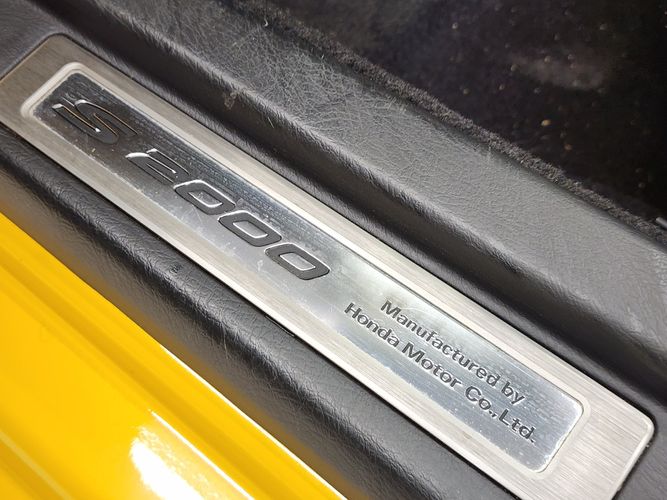 S2000
Manufactured by
Honda Motor Co.,Ltd.